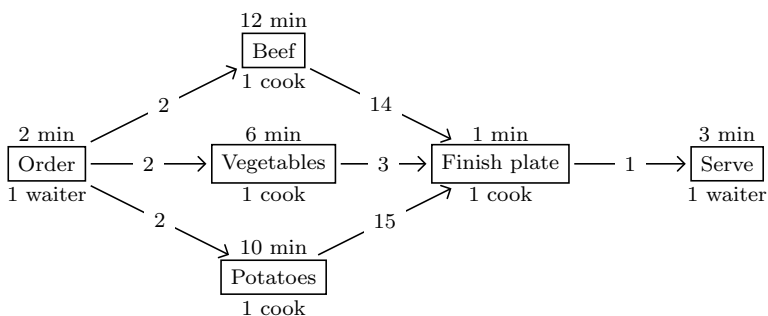 12 min
Beef
1 cook
2
14
2 min
Order
1 waiter
2
6 min
Vegetables
1 cook
3
1 min
Finish plate
1 cook
1
3 min
Serve
1 waiter
2
15
10 min
Potatoes
1 cook